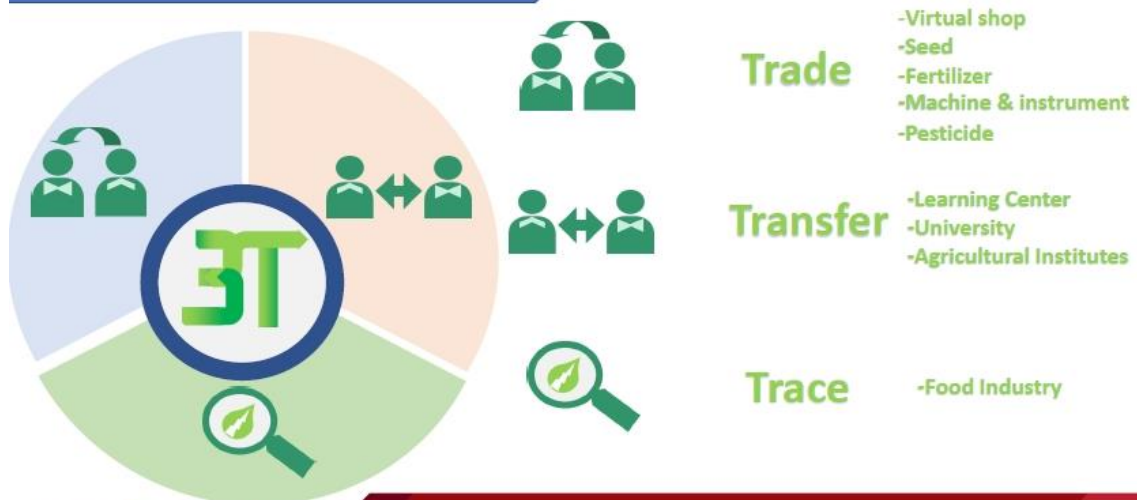 3T
Trade
-Virtual shop
-Seed
-Fertilizer
-Machine & instrument
-Pesticide
Transfer
-Learning Center
-University
-Agricultural Institutes
Trace
-Food Industry